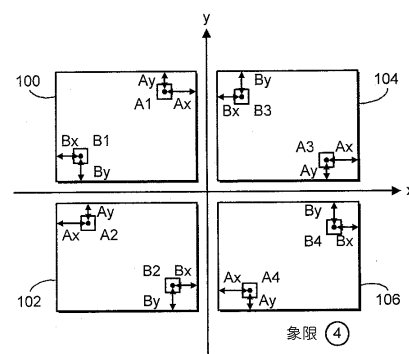 y
100
Ay
A1 Ax
Bx B1
By
By
Bx B3
104
A3 Ax
Ay
x
Ay
Ax A2
B2 Bx
By
102
By
B4 Bx
Ax A4
Ay
106
象限 4